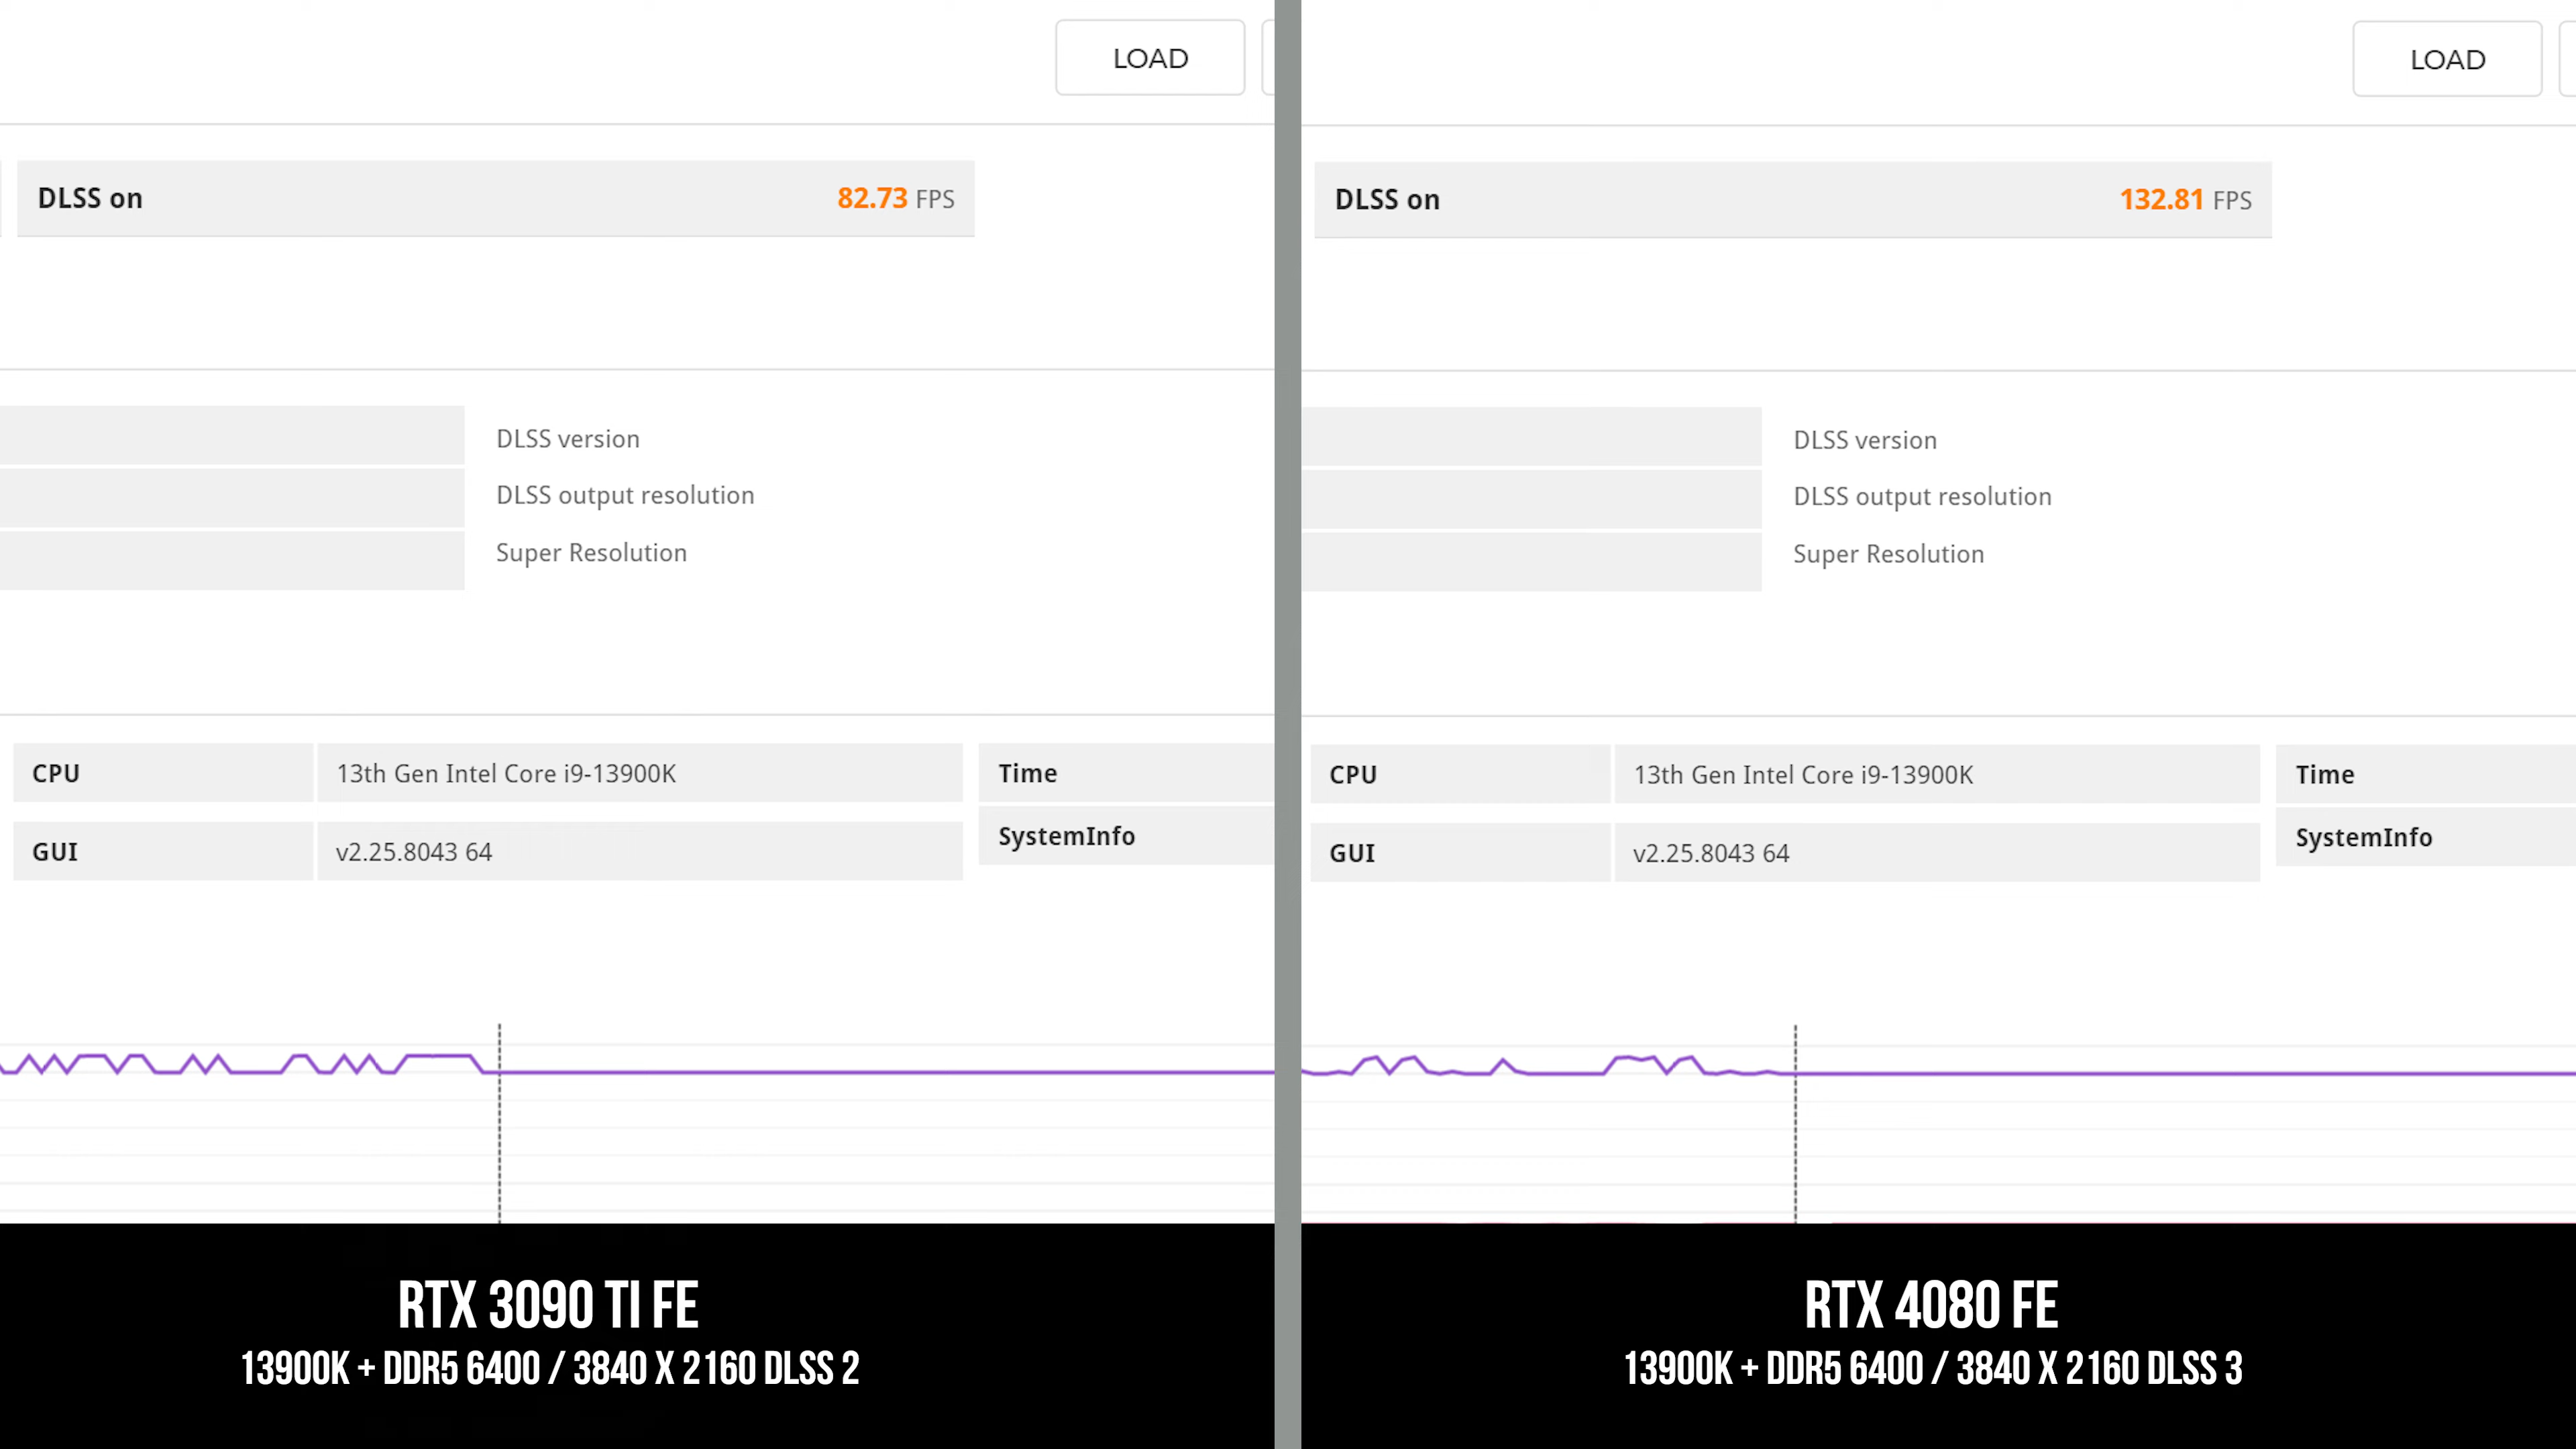 LOAD
DLSS on 82.73 FPS
DLSS version
DLSS output resolution
Super Resolution
CPU 13th Gen Intel Core i9-13900K Time
SystemInfo
GUI v2.25.8043 64
RTX 3090 TI FE
13900K + DDR5 6400 / 3840 X 2160 DLSS 2
LOAD
DLSS on 132.81 FPS
DLSS version
DLSS output resolution
Super Resolution
CPU 13th Gen Intel Core i9-13900K Time
SystemInfo
GUI v2.25.8043 64
RTX 4080 FE
13900K + DDR5 6400 / 3840 X 2160 DLSS 3